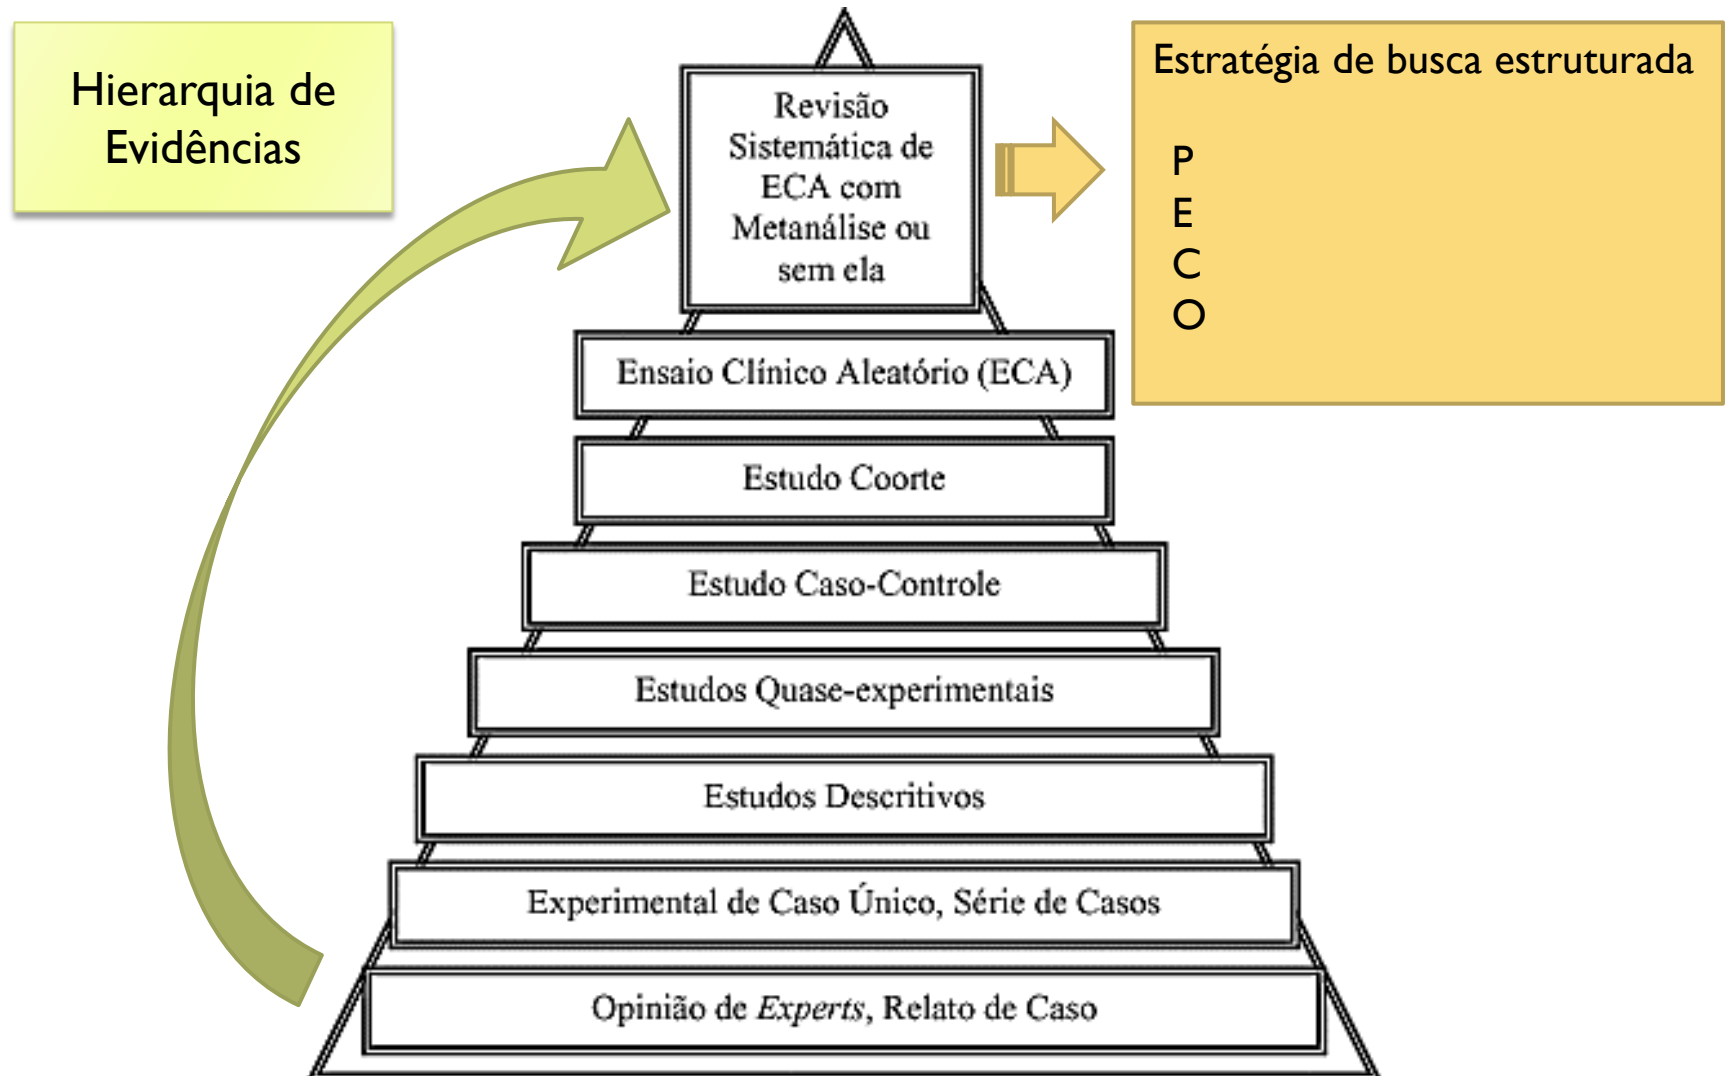 Hierarquia de
Evidências
Revisão
Sistemática de
ECA com
Metanálise ou
sem ela
Estratégia de busca estruturada
P
E
C
O
Ensaio Clínico Aleatório (ECA)
Estudo Coorte
Estudo Caso-Controle
Estudos Quase-experimentais
Estudos Descritivos
Experimental de Caso Único, Série de Casos
Opinião de Experts, Relato de Caso